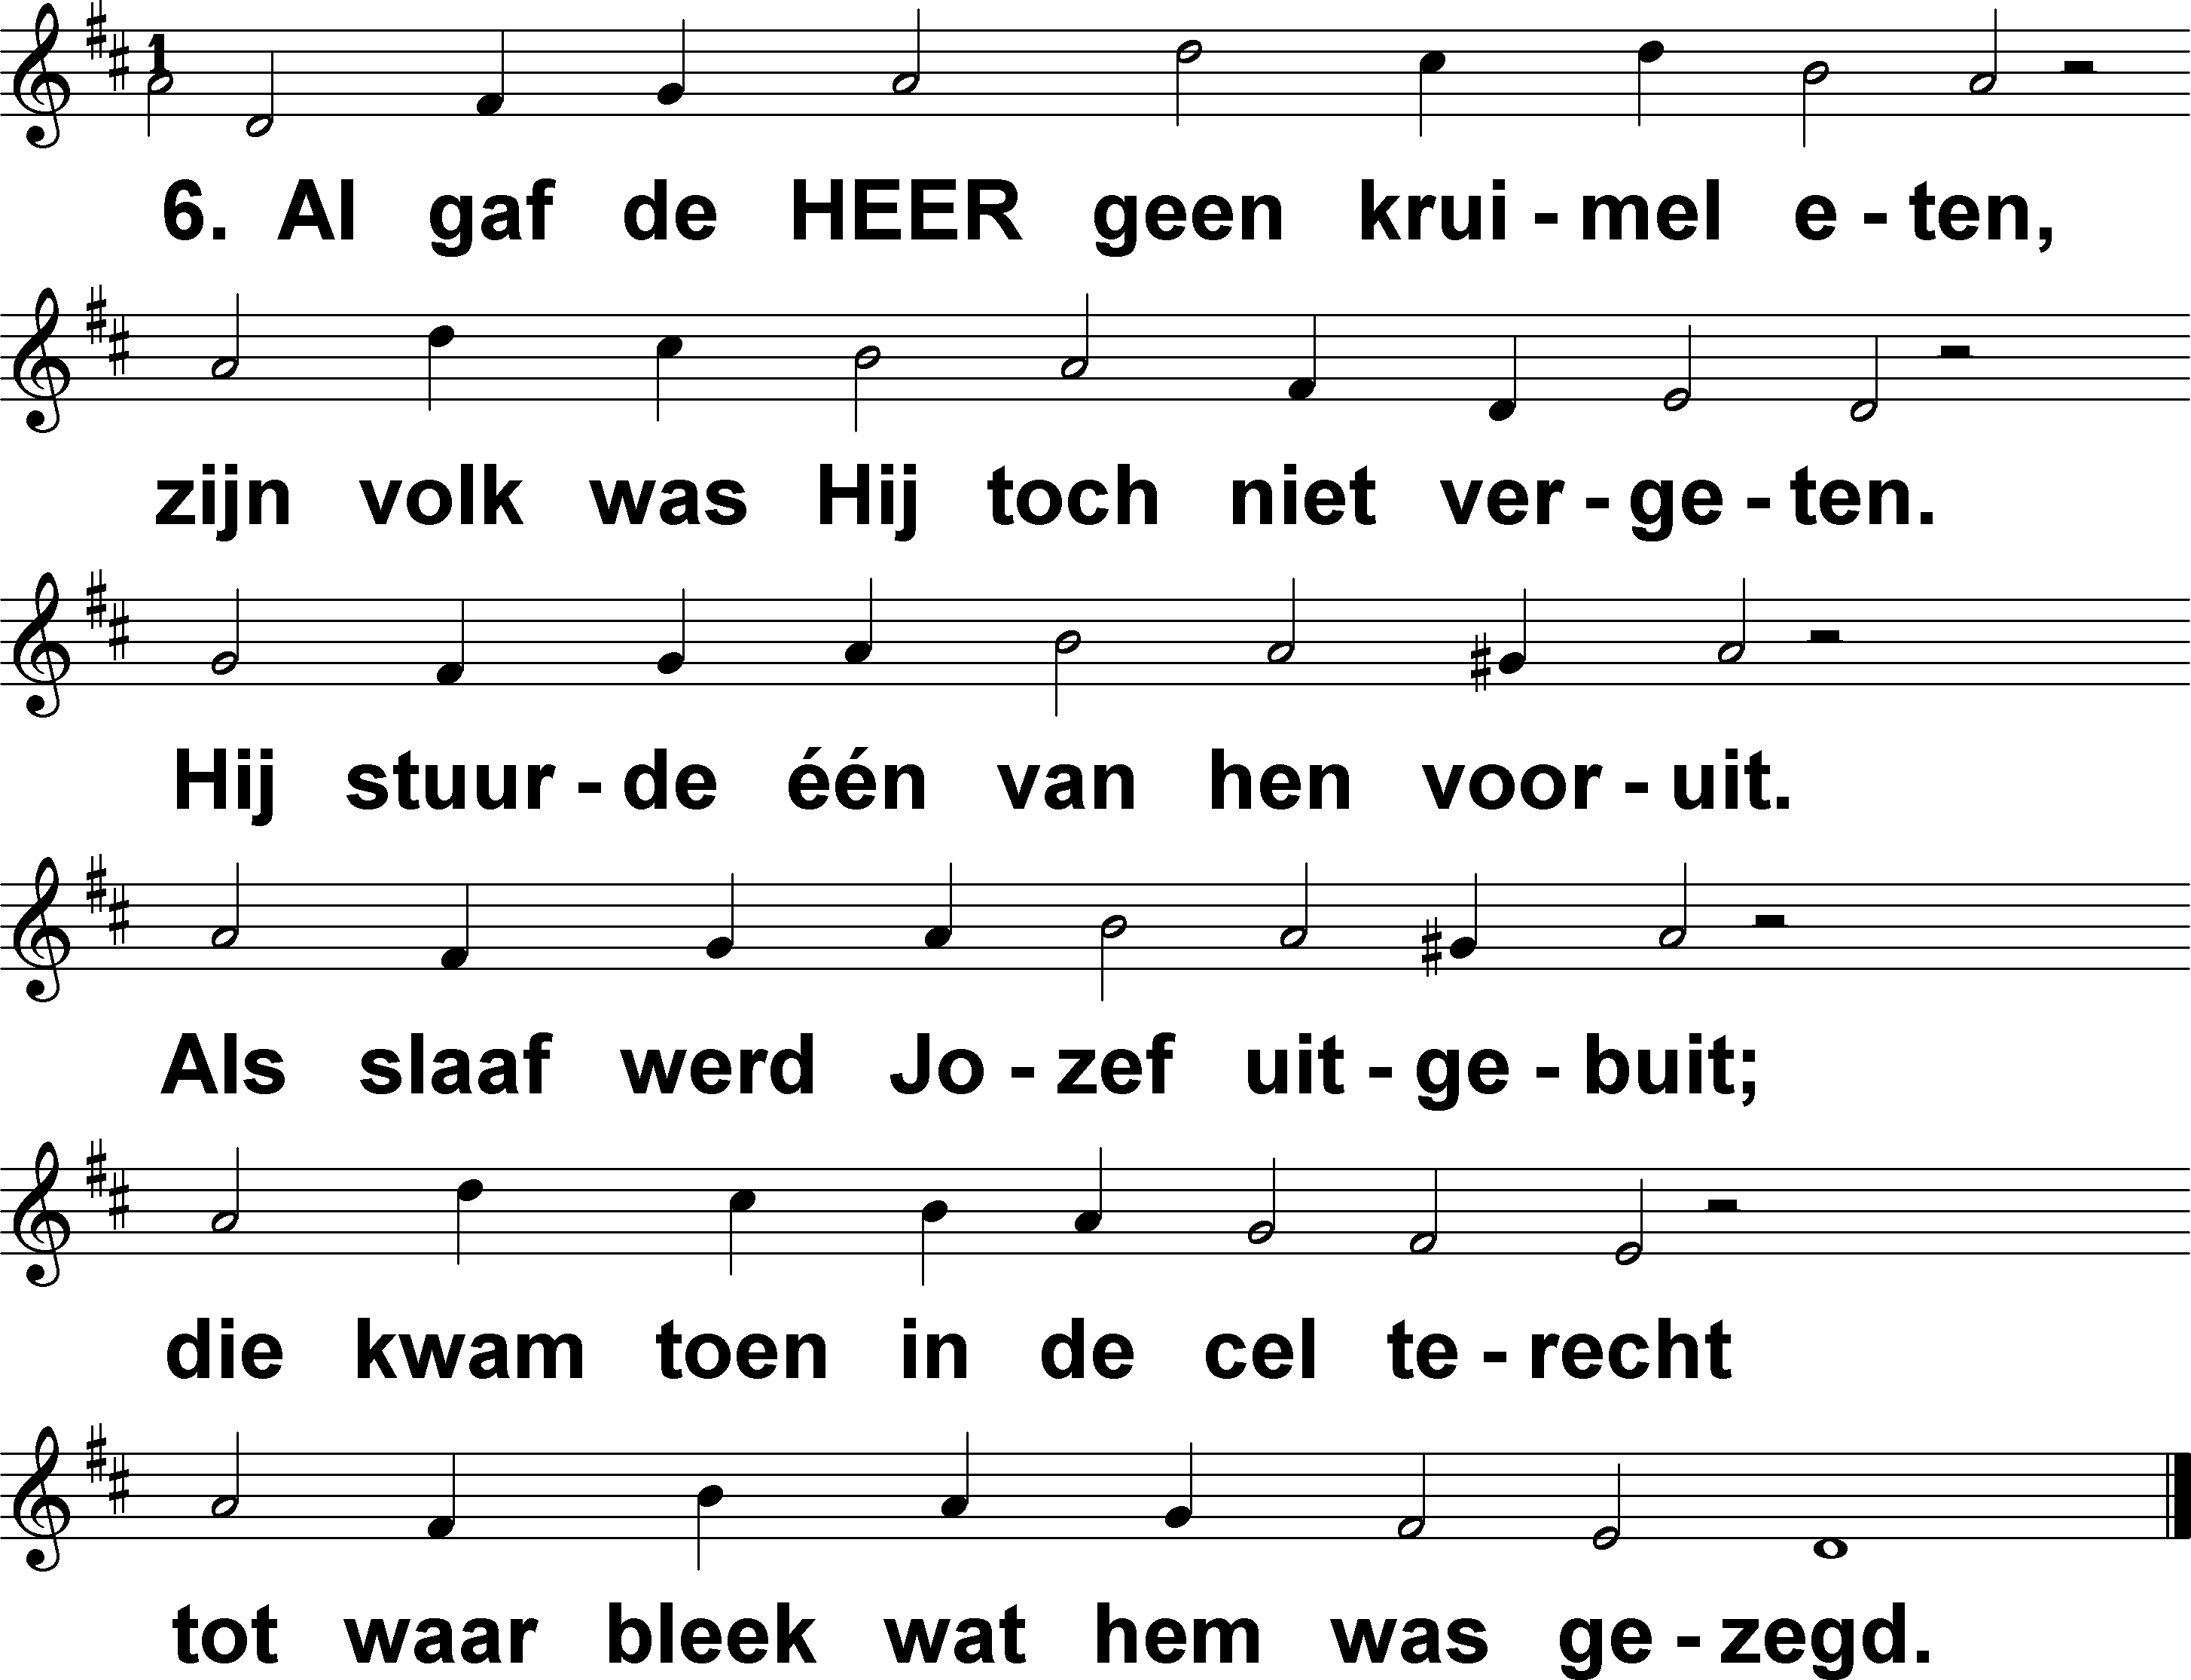 1
6. Al gaf de HEER geen krui - mel e - ten,
zijn volk was Hij toch niet ver - ge - ten.
Hij stuur - de één van hen voor - uit.
Als slaaf werd Jo - zef uit - ge - buit;
die kwam toen in de cel te - recht
tot waar bleek wat hem was ge - zegd.